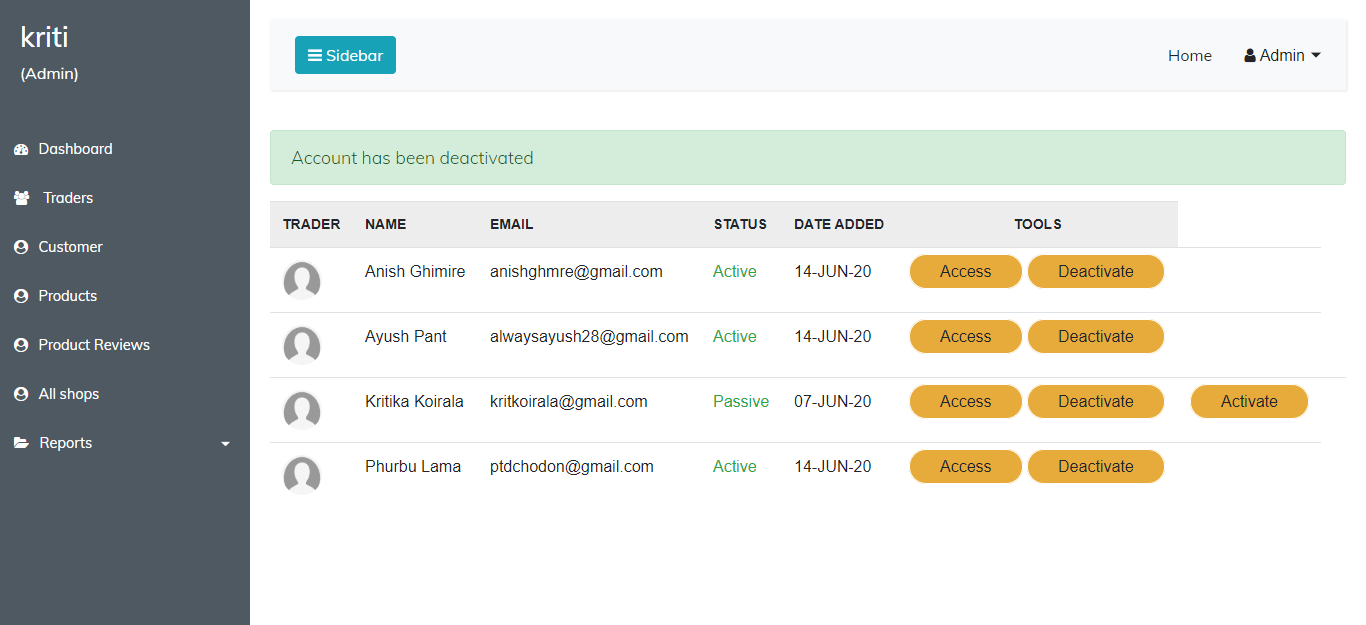 kriti
(Admin)
Sidebar
Home Admin
Dashboard
Traders
Customer
Products
Product Reviews
All shops
Reports
Account has been deactivated
TRADER NAME EMAIL STATUS DATE ADDED TOOLS
Anish Ghimire anishghmre@gmail.com Active 14-JUN-20 Access Deactivate
Ayush Pant alwaysayush28@gmail.com Active 14-JUN-20 Access Deactivate
Kritika Koirala kritkoirala@gmail.com Passive 07-JUN-20 Access Deactivate Activate
Phurbu Lama ptdchodon@gmail.com Active 14-JUN-20 Access Deactivate